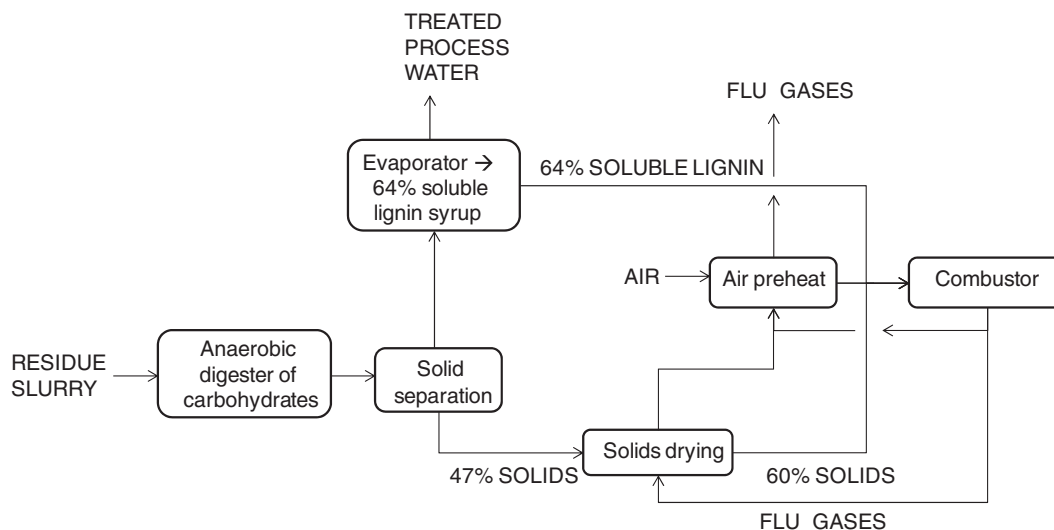 TREATED
PROCESS
WATER
FLU GASES
Evaporator →
64% soluble
lignin syrup
64% SOLUBLE LIGNIN
AIR
Air preheat
Combustor
RESIDUE
SLURRY
Anaerobic
digester of
carbohydrates
Solid
separation
Solids drying
47% SOLIDS
60% SOLIDS
FLU GASES